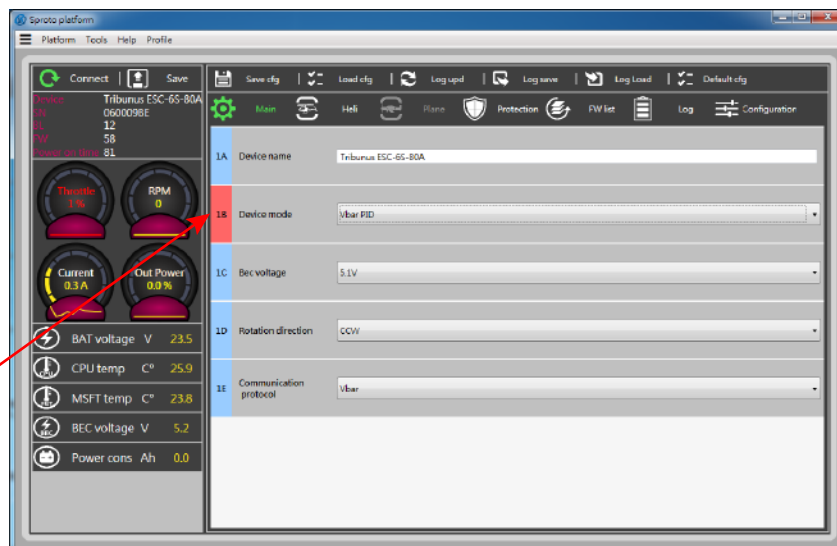 Sproto platform
Platform Tools Help Profile
Connect Save
Save cfg Load cfg Log upd Log save Log Load Default cfg
Device Tribunus ESC-6S-80A
SN 0600098E
BL 12
FW 58
Power on time 81
Main Heli Plane Protection FW list Log Configuration
1A Device name Tribunus ESC-6S-80A
1B Device mode Vbar PID
1C Bec voltage 5.1V
1D Rotation direction CCW
1E Communication protocol Vbar
Throttle
1 %
RPM
0
Current
0.3 A
Out Power
0.0 %
BAT voltage V 23.5
CPU temp C° 25.9
MSFT temp C° 23.8
BEC voltage V 5.2
Power cons Ah 0.0